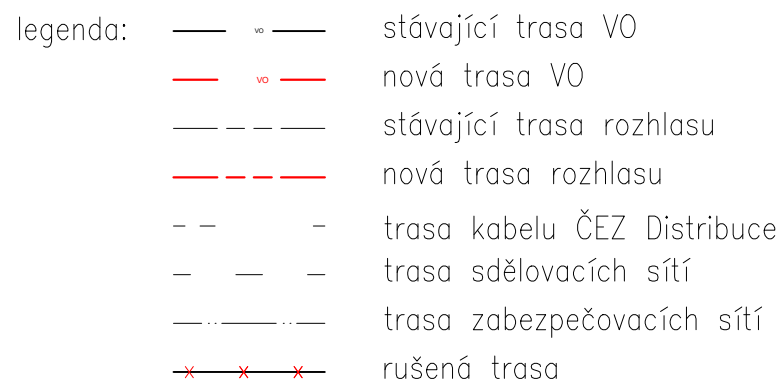 legenda: VO stávající trasa VO
VO nová trasa VO
stávající trasa rozhlasu
nová trasa rozhlasu
trasa kabelu ČEZ Distribuce
trasa sdělovacích sítí
trasa zabezpečovacích sítí
rušená trasa